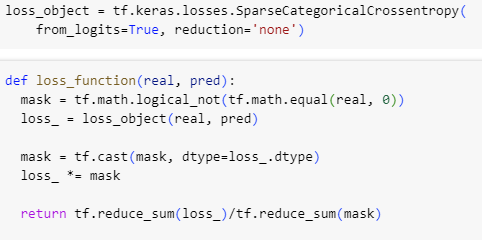 loss_object = tf.keras.losses.SparseCategoricalCrossentropy(
    from_logits=True, reduction='none')
def loss_function(real, pred):
  mask = tf.math.logical_not(tf.math.equal(real, 0))
  loss_ = loss_object(real, pred)
  mask = tf.cast(mask, dtype=loss_.dtype)
  loss_ *= mask
  return tf.reduce_sum(loss_)/tf.reduce_sum(mask)